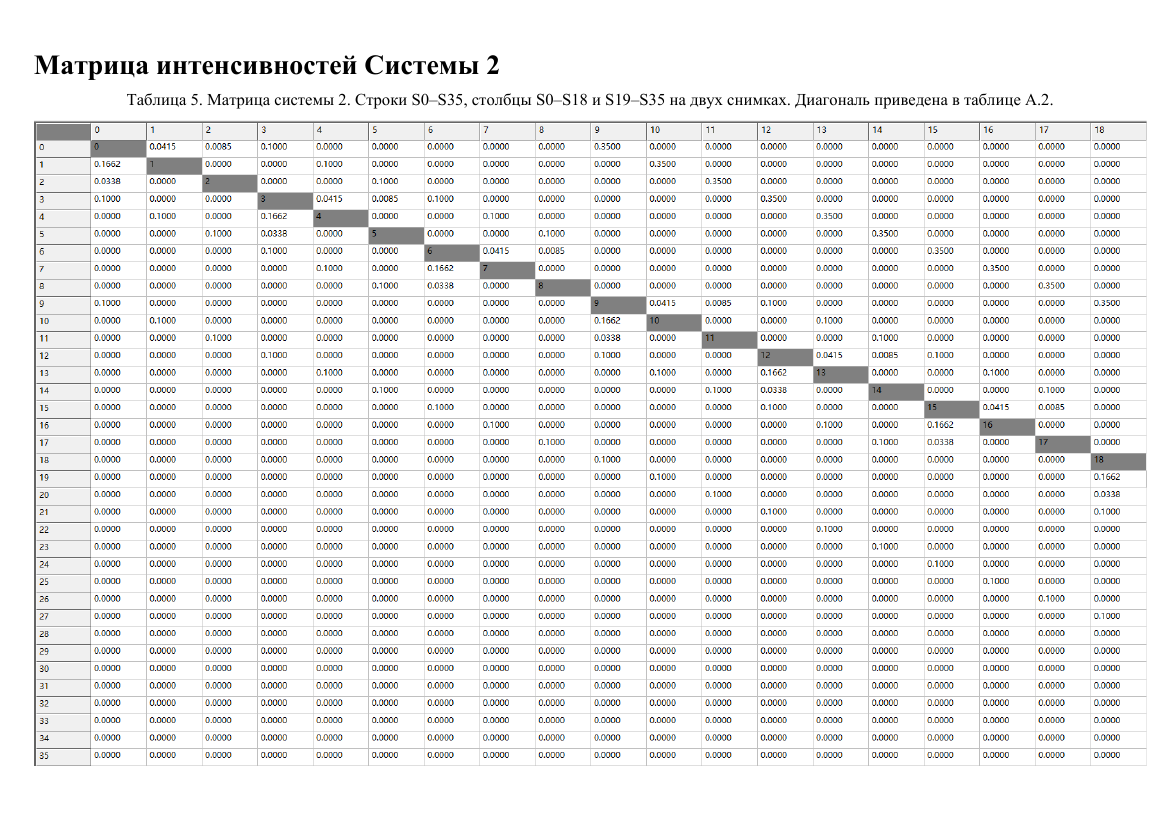 Матрица интенсивностей Системы 2
Таблица 5. Матрица системы 2. Строки S0–S35, столбцы S0–S18 и S19–S35 на двух снимках. Диагональ приведена в таблице А.2.
0 1 2 3 4 5 6 7 8 9 10 11 12 13 14 15 16 17 18
0 0 0.0415 0.0085 0.1000 0.0000 0.0000 0.0000 0.0000 0.0000 0.3500 0.0000 0.0000 0.0000 0.0000 0.0000 0.0000 0.0000 0.0000 0.0000
1 0.1662 1 0.0000 0.0000 0.1000 0.0000 0.0000 0.0000 0.0000 0.0000 0.3500 0.0000 0.0000 0.0000 0.0000 0.0000 0.0000 0.0000 0.0000
2 0.0338 0.0000 2 0.0000 0.0000 0.1000 0.0000 0.0000 0.0000 0.0000 0.0000 0.3500 0.0000 0.0000 0.0000 0.0000 0.0000 0.0000 0.0000
3 0.1000 0.0000 0.0000 3 0.0415 0.0085 0.1000 0.0000 0.0000 0.0000 0.0000 0.0000 0.3500 0.0000 0.0000 0.0000 0.0000 0.0000 0.0000
4 0.0000 0.1000 0.0000 0.1662 4 0.0000 0.0000 0.1000 0.0000 0.0000 0.0000 0.0000 0.0000 0.3500 0.0000 0.0000 0.0000 0.0000 0.0000
5 0.0000 0.0000 0.1000 0.0338 0.0000 5 0.0000 0.0000 0.1000 0.0000 0.0000 0.0000 0.0000 0.0000 0.3500 0.0000 0.0000 0.0000 0.0000
6 0.0000 0.0000 0.0000 0.1000 0.0000 0.0000 6 0.0415 0.0085 0.0000 0.0000 0.0000 0.0000 0.0000 0.0000 0.3500 0.0000 0.0000 0.0000
7 0.0000 0.0000 0.0000 0.0000 0.1000 0.0000 0.1662 7 0.0000 0.0000 0.0000 0.0000 0.0000 0.0000 0.0000 0.0000 0.3500 0.0000 0.0000
8 0.0000 0.0000 0.0000 0.0000 0.0000 0.1000 0.0338 0.0000 8 0.0000 0.0000 0.0000 0.0000 0.0000 0.0000 0.0000 0.0000 0.3500 0.0000
9 0.1000 0.0000 0.0000 0.0000 0.0000 0.0000 0.0000 0.0000 0.0000 9 0.0415 0.0085 0.1000 0.0000 0.0000 0.0000 0.0000 0.0000 0.3500
10 0.0000 0.1000 0.0000 0.0000 0.0000 0.0000 0.0000 0.0000 0.0000 0.1662 10 0.0000 0.0000 0.1000 0.0000 0.0000 0.0000 0.0000 0.0000
11 0.0000 0.0000 0.1000 0.0000 0.0000 0.0000 0.0000 0.0000 0.0000 0.0338 0.0000 11 0.0000 0.0000 0.1000 0.0000 0.0000 0.0000 0.0000
12 0.0000 0.0000 0.0000 0.1000 0.0000 0.0000 0.0000 0.0000 0.0000 0.1000 0.0000 0.0000 12 0.0415 0.0085 0.1000 0.0000 0.0000 0.0000
13 0.0000 0.0000 0.0000 0.0000 0.1000 0.0000 0.0000 0.0000 0.0000 0.0000 0.1000 0.0000 0.1662 13 0.0000 0.0000 0.1000 0.0000 0.0000
14 0.0000 0.0000 0.0000 0.0000 0.0000 0.1000 0.0000 0.0000 0.0000 0.0000 0.0000 0.1000 0.0338 0.0000 14 0.0000 0.0000 0.1000 0.0000
15 0.0000 0.0000 0.0000 0.0000 0.0000 0.0000 0.1000 0.0000 0.0000 0.0000 0.0000 0.0000 0.1000 0.0000 0.0000 15 0.0415 0.0085 0.0000
16 0.0000 0.0000 0.0000 0.0000 0.0000 0.0000 0.0000 0.1000 0.0000 0.0000 0.0000 0.0000 0.0000 0.1000 0.0000 0.1662 16 0.0000 0.0000
17 0.0000 0.0000 0.0000 0.0000 0.0000 0.0000 0.0000 0.0000 0.1000 0.0000 0.0000 0.0000 0.0000 0.0000 0.1000 0.0338 0.0000 17 0.0000
18 0.0000 0.0000 0.0000 0.0000 0.0000 0.0000 0.0000 0.0000 0.0000 0.1000 0.0000 0.0000 0.0000 0.0000 0.0000 0.0000 0.0000 0.0000 18
19 0.0000 0.0000 0.0000 0.0000 0.0000 0.0000 0.0000 0.0000 0.0000 0.0000 0.1000 0.0000 0.0000 0.0000 0.0000 0.0000 0.0000 0.0000 0.1662
20 0.0000 0.0000 0.0000 0.0000 0.0000 0.0000 0.0000 0.0000 0.0000 0.0000 0.0000 0.1000 0.0000 0.0000 0.0000 0.0000 0.0000 0.0000 0.0338
21 0.0000 0.0000 0.0000 0.0000 0.0000 0.0000 0.0000 0.0000 0.0000 0.0000 0.0000 0.0000 0.1000 0.0000 0.0000 0.0000 0.0000 0.0000 0.1000
22 0.0000 0.0000 0.0000 0.0000 0.0000 0.0000 0.0000 0.0000 0.0000 0.0000 0.0000 0.0000 0.0000 0.1000 0.0000 0.0000 0.0000 0.0000 0.0000
23 0.0000 0.0000 0.0000 0.0000 0.0000 0.0000 0.0000 0.0000 0.0000 0.0000 0.0000 0.0000 0.0000 0.0000 0.1000 0.0000 0.0000 0.0000 0.0000
24 0.0000 0.0000 0.0000 0.0000 0.0000 0.0000 0.0000 0.0000 0.0000 0.0000 0.0000 0.0000 0.0000 0.0000 0.0000 0.1000 0.0000 0.0000 0.0000
25 0.0000 0.0000 0.0000 0.0000 0.0000 0.0000 0.0000 0.0000 0.0000 0.0000 0.0000 0.0000 0.0000 0.0000 0.0000 0.0000 0.1000 0.0000 0.0000
26 0.0000 0.0000 0.0000 0.0000 0.0000 0.0000 0.0000 0.0000 0.0000 0.0000 0.0000 0.0000 0.0000 0.0000 0.0000 0.0000 0.0000 0.1000 0.0000
27 0.0000 0.0000 0.0000 0.0000 0.0000 0.0000 0.0000 0.0000 0.0000 0.0000 0.0000 0.0000 0.0000 0.0000 0.0000 0.0000 0.0000 0.0000 0.1000
28 0.0000 0.0000 0.0000 0.0000 0.0000 0.0000 0.0000 0.0000 0.0000 0.0000 0.0000 0.0000 0.0000 0.0000 0.0000 0.0000 0.0000 0.0000 0.0000
29 0.0000 0.0000 0.0000 0.0000 0.0000 0.0000 0.0000 0.0000 0.0000 0.0000 0.0000 0.0000 0.0000 0.0000 0.0000 0.0000 0.0000 0.0000 0.0000
30 0.0000 0.0000 0.0000 0.0000 0.0000 0.0000 0.0000 0.0000 0.0000 0.0000 0.0000 0.0000 0.0000 0.0000 0.0000 0.0000 0.0000 0.0000 0.0000
31 0.0000 0.0000 0.0000 0.0000 0.0000 0.0000 0.0000 0.0000 0.0000 0.0000 0.0000 0.0000 0.0000 0.0000 0.0000 0.0000 0.0000 0.0000 0.0000
32 0.0000 0.0000 0.0000 0.0000 0.0000 0.0000 0.0000 0.0000 0.0000 0.0000 0.0000 0.0000 0.0000 0.0000 0.0000 0.0000 0.0000 0.0000 0.0000
33 0.0000 0.0000 0.0000 0.0000 0.0000 0.0000 0.0000 0.0000 0.0000 0.0000 0.0000 0.0000 0.0000 0.0000 0.0000 0.0000 0.0000 0.0000 0.0000
34 0.0000 0.0000 0.0000 0.0000 0.0000 0.0000 0.0000 0.0000 0.0000 0.0000 0.0000 0.0000 0.0000 0.0000 0.0000 0.0000 0.0000 0.0000 0.0000
35 0.0000 0.0000 0.0000 0.0000 0.0000 0.0000 0.0000 0.0000 0.0000 0.0000 0.0000 0.0000 0.0000 0.0000 0.0000 0.0000 0.0000 0.0000 0.0000